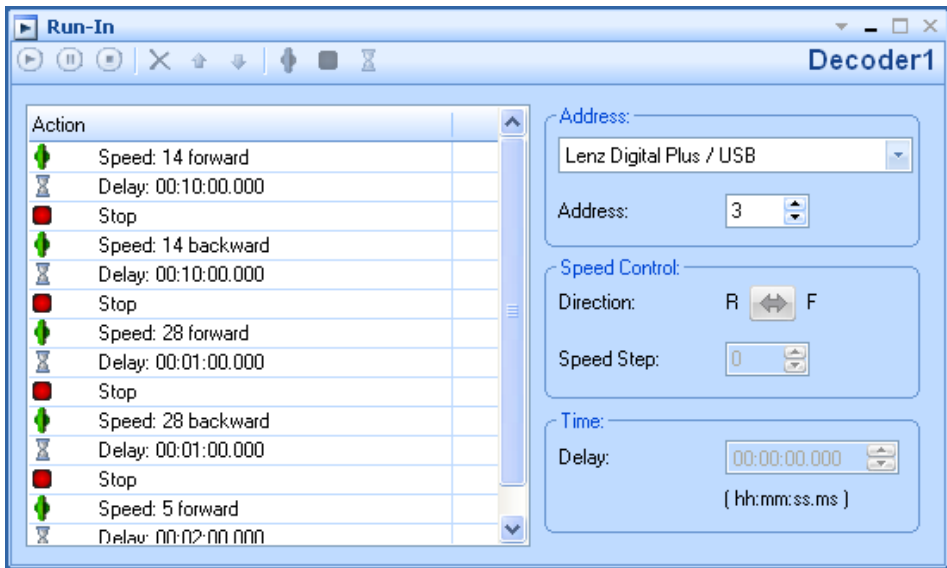 Run-In
Decoder1
Action
Speed: 14 forward
Delay: 00:10:00.000
Stop
Speed: 14 backward
Delay: 00:10:00.000
Stop
Speed: 28 forward
Delay: 00:01:00.000
Stop
Speed: 28 backward
Delay: 00:01:00.000
Stop
Speed: 5 forward
Delay: 00:02:00.000
Address:
Lenz Digital Plus / USB
Address: 3
Speed Control:
Direction: R F
Speed Step: 0
Time:
Delay: 00:00:00.000
( hh:mm:ss.ms )